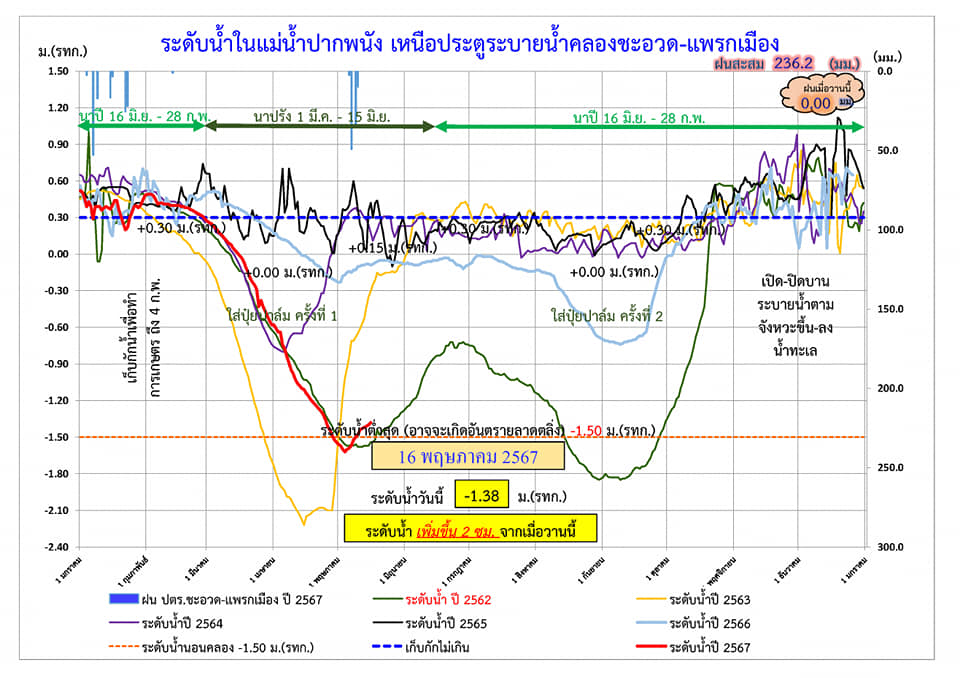 ระดับน้ำในแม่น้ำปากพนัง เหนือประตูระบายน้ำคลองชะอวด-แพรกเมือง
ม.(รทก.)
(มม.)
ฝนสะสม 236.2 (มม.)
ฝนเมื่อวานนี้
0.00 มม
1.50
1.20
0.90
0.60
0.30
0.00
-0.30
-0.60
-0.90
-1.20
-1.50
-1.80
-2.10
-2.40
0.0
50.0
100.0
150.0
200.0
250.0
300.0
นาปี 16 มิ.ย. - 28 ก.พ.
นาปรัง 1 มี.ค. - 15 มิ.ย.
นาปี 16 มิ.ย. - 28 ก.พ.
+0.30 ม.(รทก.)
+0.30 ม.(รทก.)
+0.30 ม.(รทก.)
+0.15 ม.(รทก.)
+0.00 ม.(รทก.)
+0.00 ม.(รทก.)
เก็บกักน้ำเพื่อทำ
การเกษตร ถึง 4 ก.พ.
ใส่ปุ๋ยปาล์ม ครั้งที่ 1
ใส่ปุ๋ยปาล์ม ครั้งที่ 2
เปิด-ปิดบาน
ระบายน้ำตาม
จังหวะขึ้น-ลง
น้ำทะเล
ระดับน้ำต่ำสุด (อาจจะเกิดอันตรายลาดตลิ่ง) -1.50 ม.(รทก.)
16 พฤษภาคม 2567
ระดับน้ำวันนี้ -1.38 ม.(รทก.)
ระดับน้ำ เพิ่มขึ้น 2 ซม. จากเมื่อวานนี้
1 มกราคม
1 กุมภาพันธ์
1 มีนาคม
1 เมษายน
1 พฤษภาคม
1 มิถุนายน
1 กรกฎาคม
1 สิงหาคม
1 กันยายน
1 ตุลาคม
1 พฤศจิกายน
1 ธันวาคม
1 มกราคม
ฝน ปตร.ชะอวด-แพรกเมือง ปี 2567
ระดับน้ำ ปี 2562
ระดับน้ำปี 2563
ระดับน้ำปี 2564
ระดับน้ำปี 2565
ระดับน้ำปี 2566
ระดับน้ำนอนคลอง -1.50 ม.(รทก.)
เก็บกักไม่เกิน
ระดับน้ำปี 2567